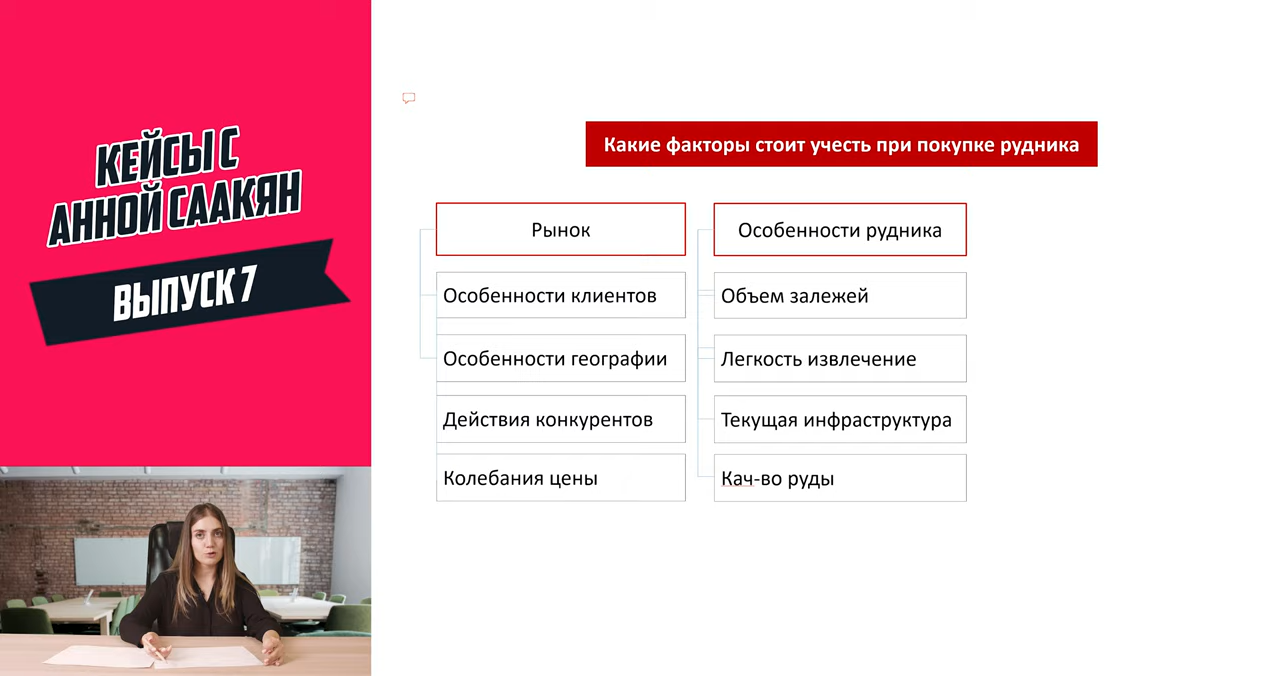 КЕЙСЫ С
АННОЙ СААКЯН
ВЫПУСК 7
Какие факторы стоит учесть при покупке рудника
Рынок
Особенности клиентов
Особенности географии
Действия конкурентов
Колебания цены
Особенности рудника
Объем залежей
Легкость извлечение
Текущая инфраструктура
Кач-во руды